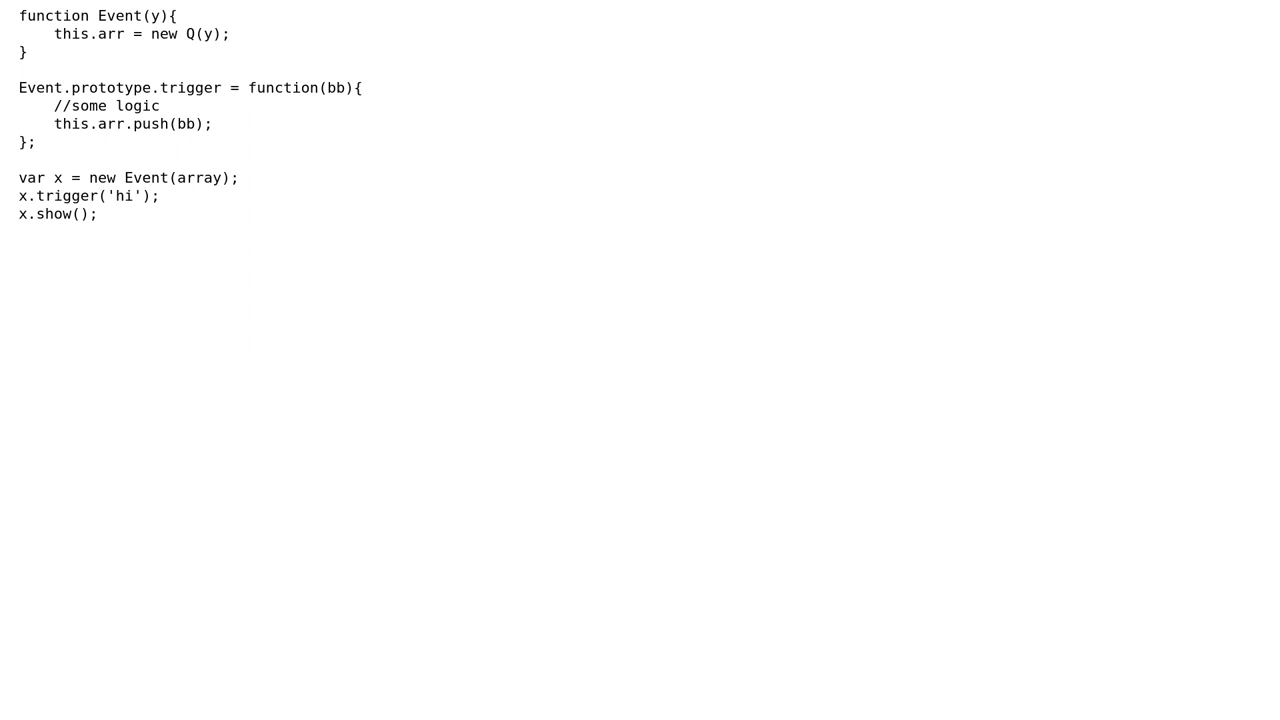 function Event(y){
    this.arr = new Q(y);
}

Event.prototype.trigger = function(bb){
    //some logic
    this.arr.push(bb);
};

var x = new Event(array);
x.trigger('hi');
x.show();